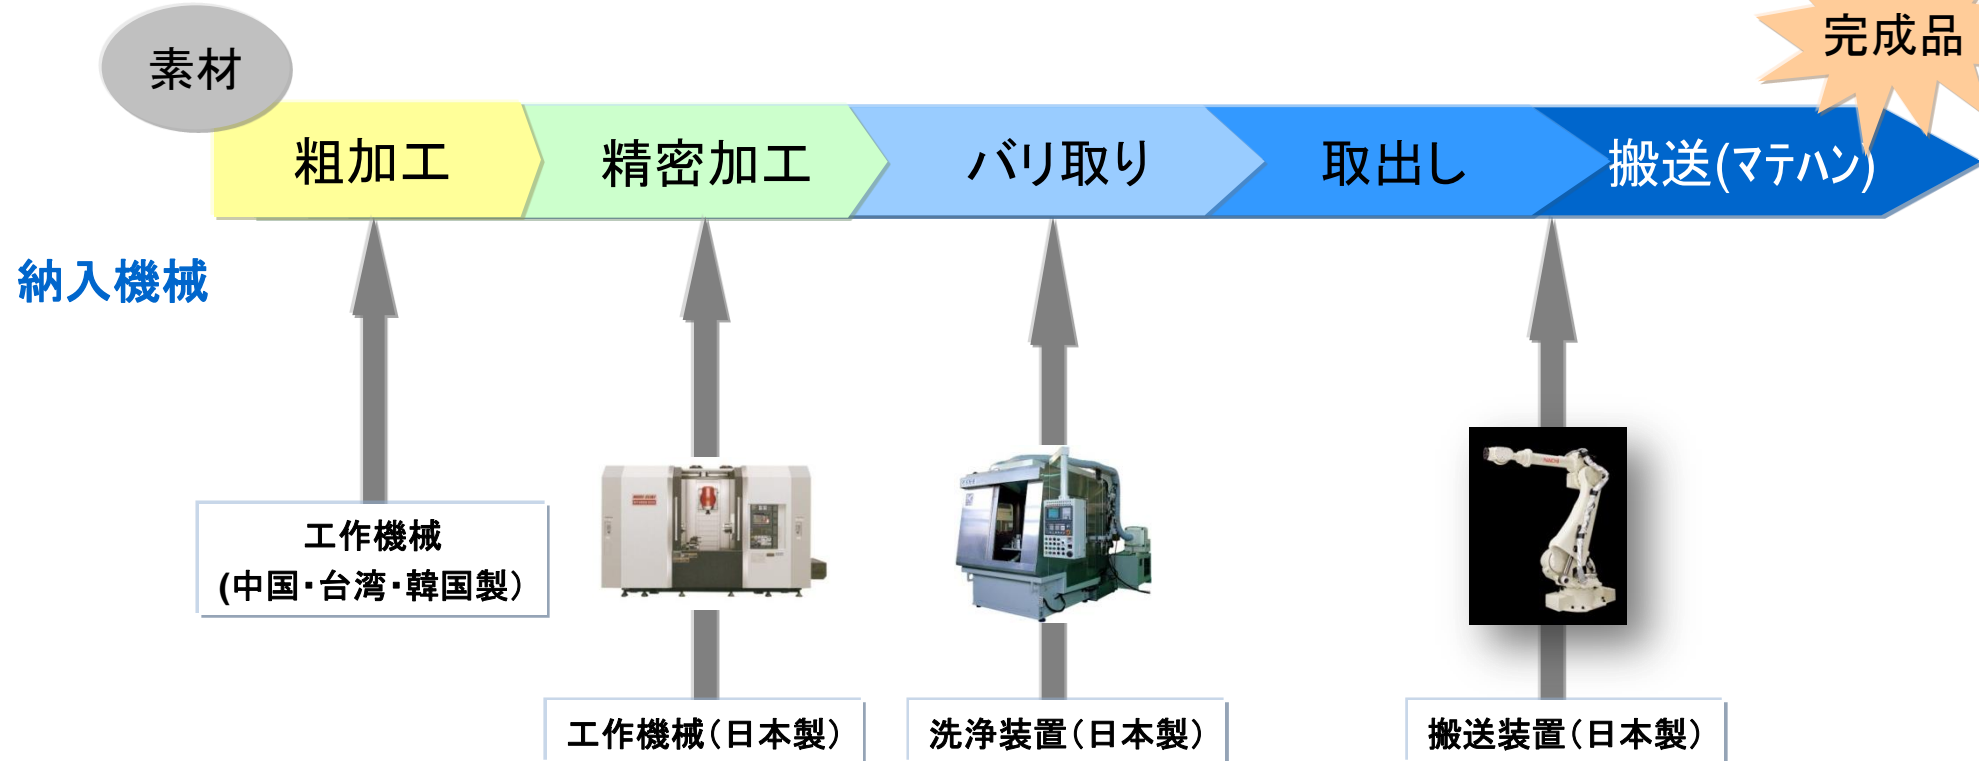 素材
完成品
粗加工
精密加工
バリ取り
取出し
搬送(マテハン)
納入機械
工作機械
(中国・台湾・韓国製)
工作機械(日本製)
洗浄装置(日本製)
搬送装置(日本製)
NACHI